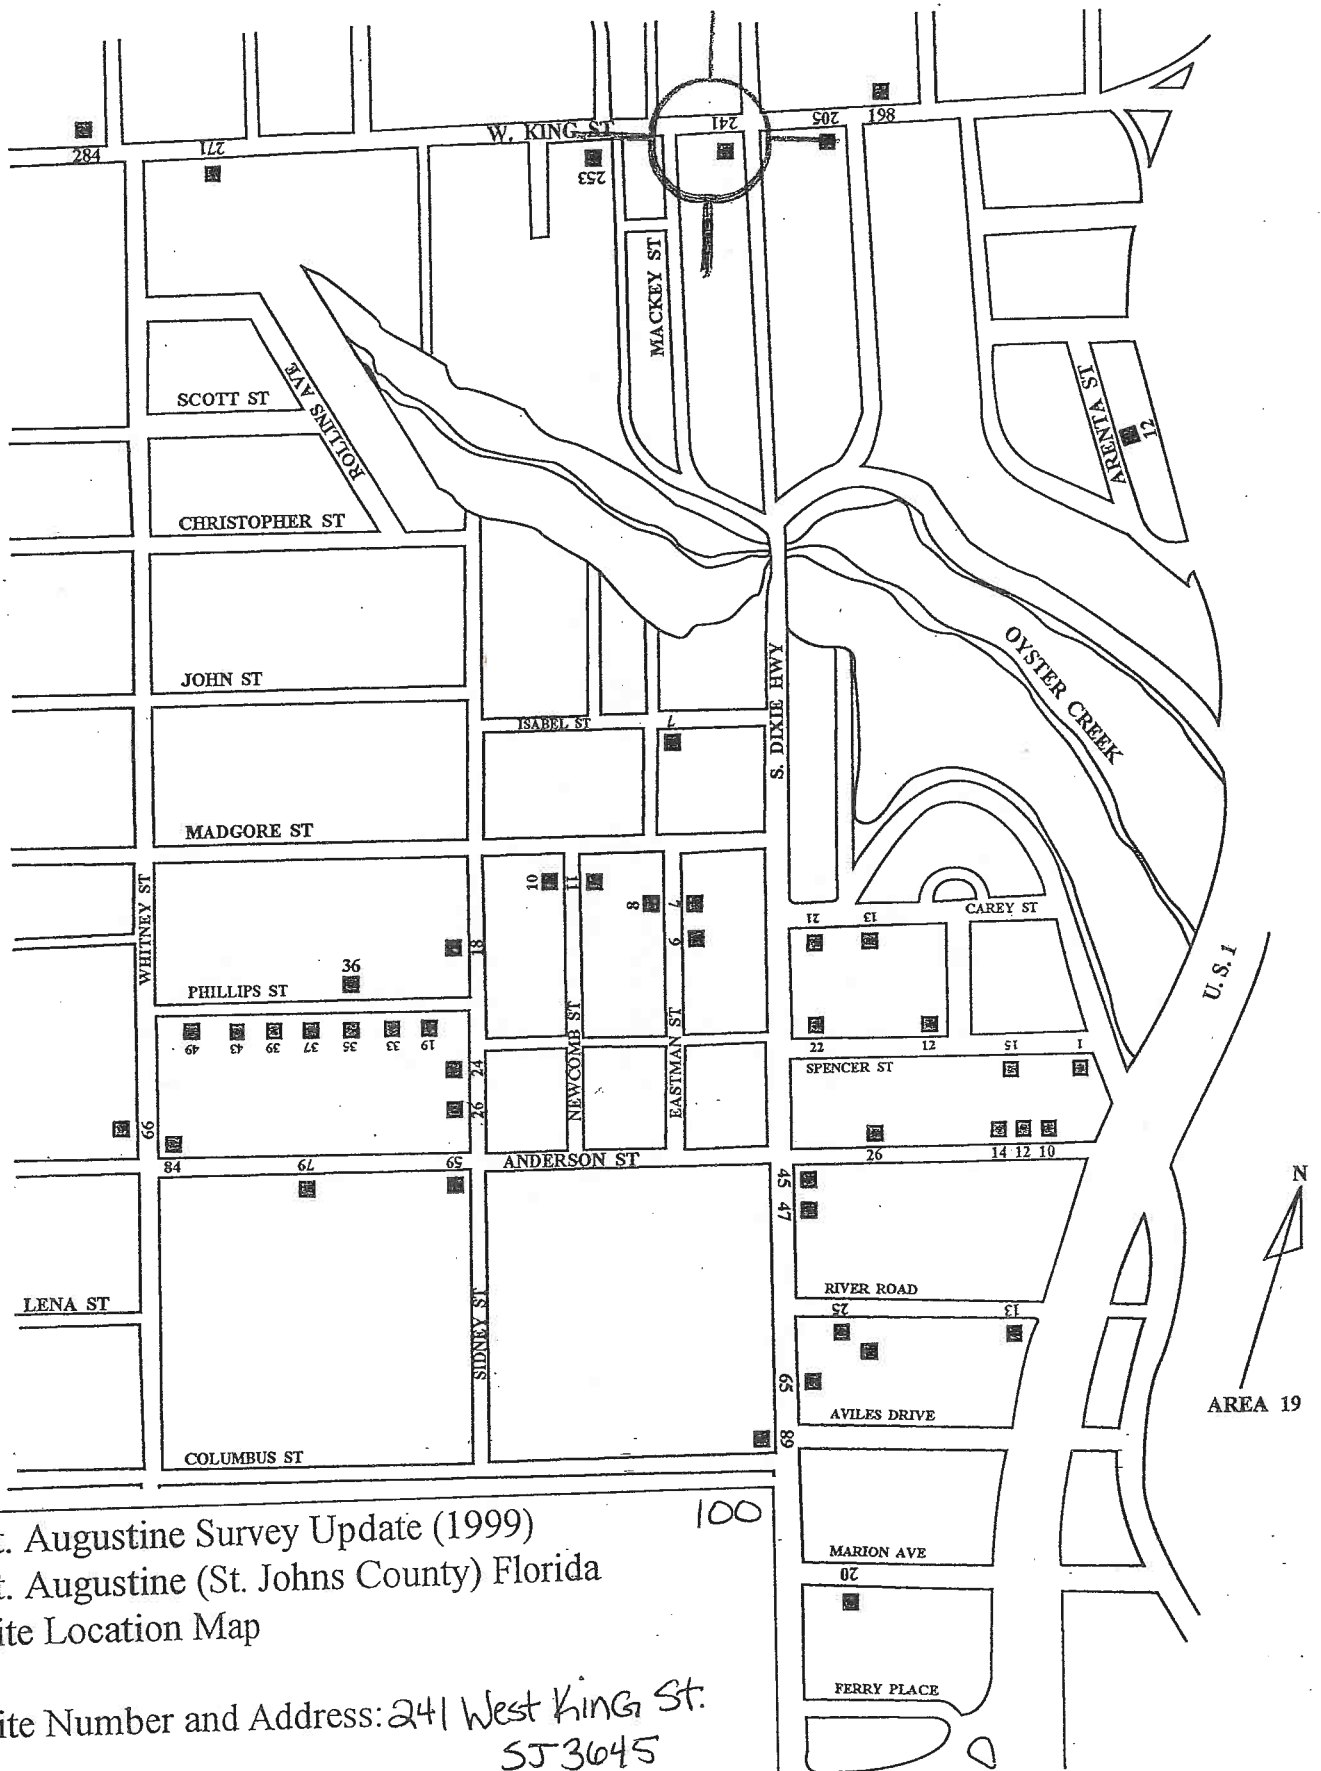 W. KING ST
284
271
253
241
205
198
MACKEY ST
SCOTT ST
ROLLINS AVE
ARENTA ST
12
CHRISTOPHER ST
OYSTER CREEK
JOHN ST
ISABEL ST
7
S. DIXIE HWY
MADGORE ST
WHITNEY ST
10
11
8
7
6
CAREY ST
21
13
18
36
PHILLIPS ST
U.S. 1
49
43
39
37
35
33
19
NEWCOMB ST
EASTMAN ST
22
12
15
1
SPENCER ST
24
26
66
84
79
59
ANDERSON ST
26
14 12 10
45
47
N
LENA ST
SIDNEY ST
RIVER ROAD
25
13
65
AREA 19
AVILES DRIVE
89
COLUMBUS ST
100
t. Augustine Survey Update (1999)
t. Augustine (St. Johns County) Florida
ite Location Map
MARION AVE
20
FERRY PLACE
ite Number and Address: 241 West King St.
SJ3645